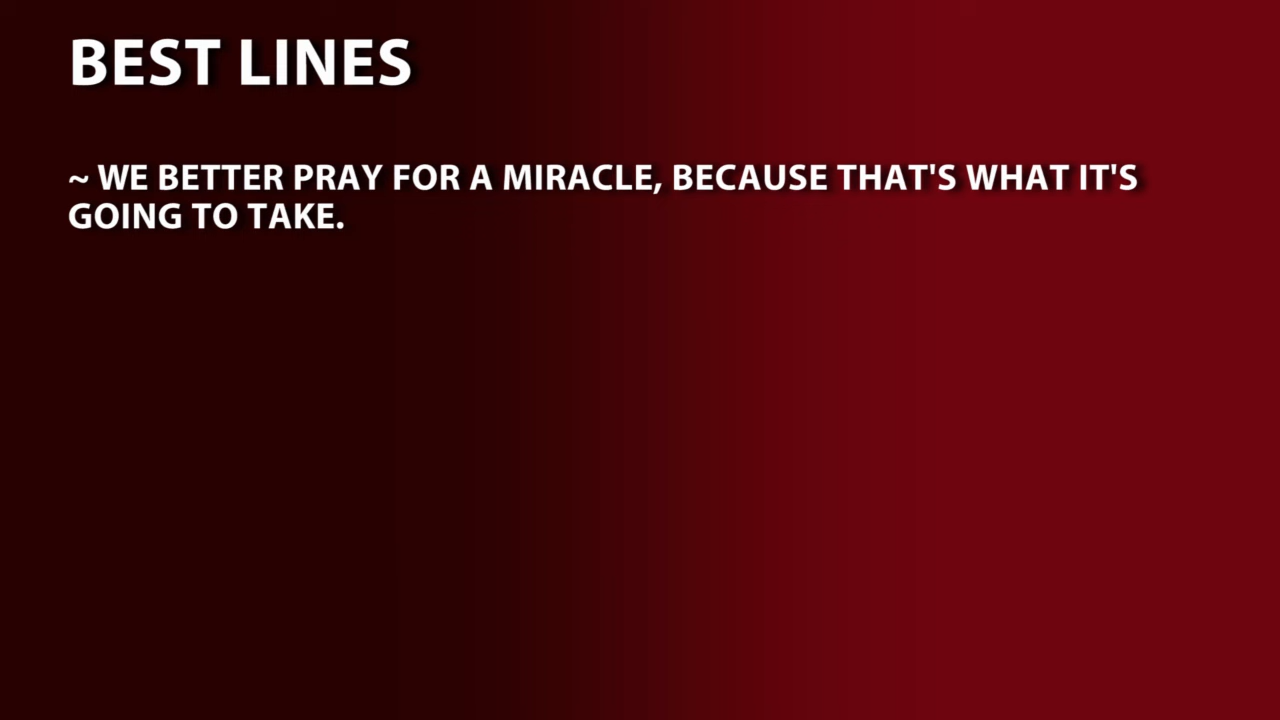 BEST LINES
~ WE BETTER PRAY FOR A MIRACLE, BECAUSE THAT'S WHAT IT'S
GOING TO TAKE.